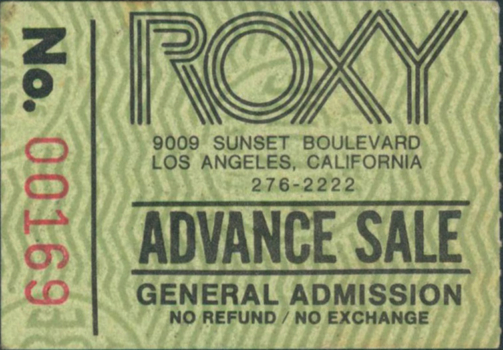 No. 00169
ROXY
9009 SUNSET BOULEVARD
LOS ANGELES, CALIFORNIA
276-2222
ADVANCE SALE
GENERAL ADMISSION
NO REFUND / NO EXCHANGE